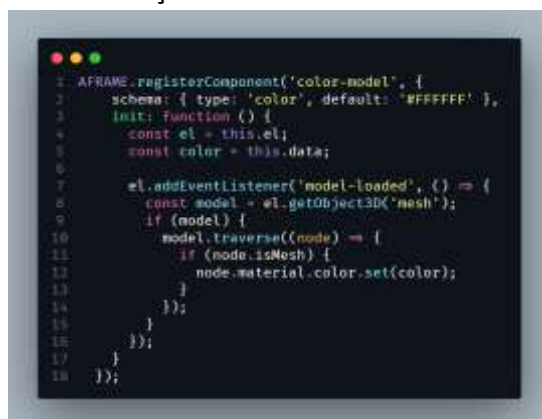 1 AFRAME.registerComponent('color-model', {
2 schema: { type: 'color', default: '#FFFFFF' },
3 init: function () {
4 const el = this.el;
5 const color = this.data;
6
7 el.addEventListener('model-loaded', () => {
8 const model = el.getObject3D('mesh');
9 if (model) {
10 model.traverse((node) => {
11 if (node.isMesh) {
12 node.material.color.set(color);
13 }
14 });
15 }
16 });
17 }
18 });